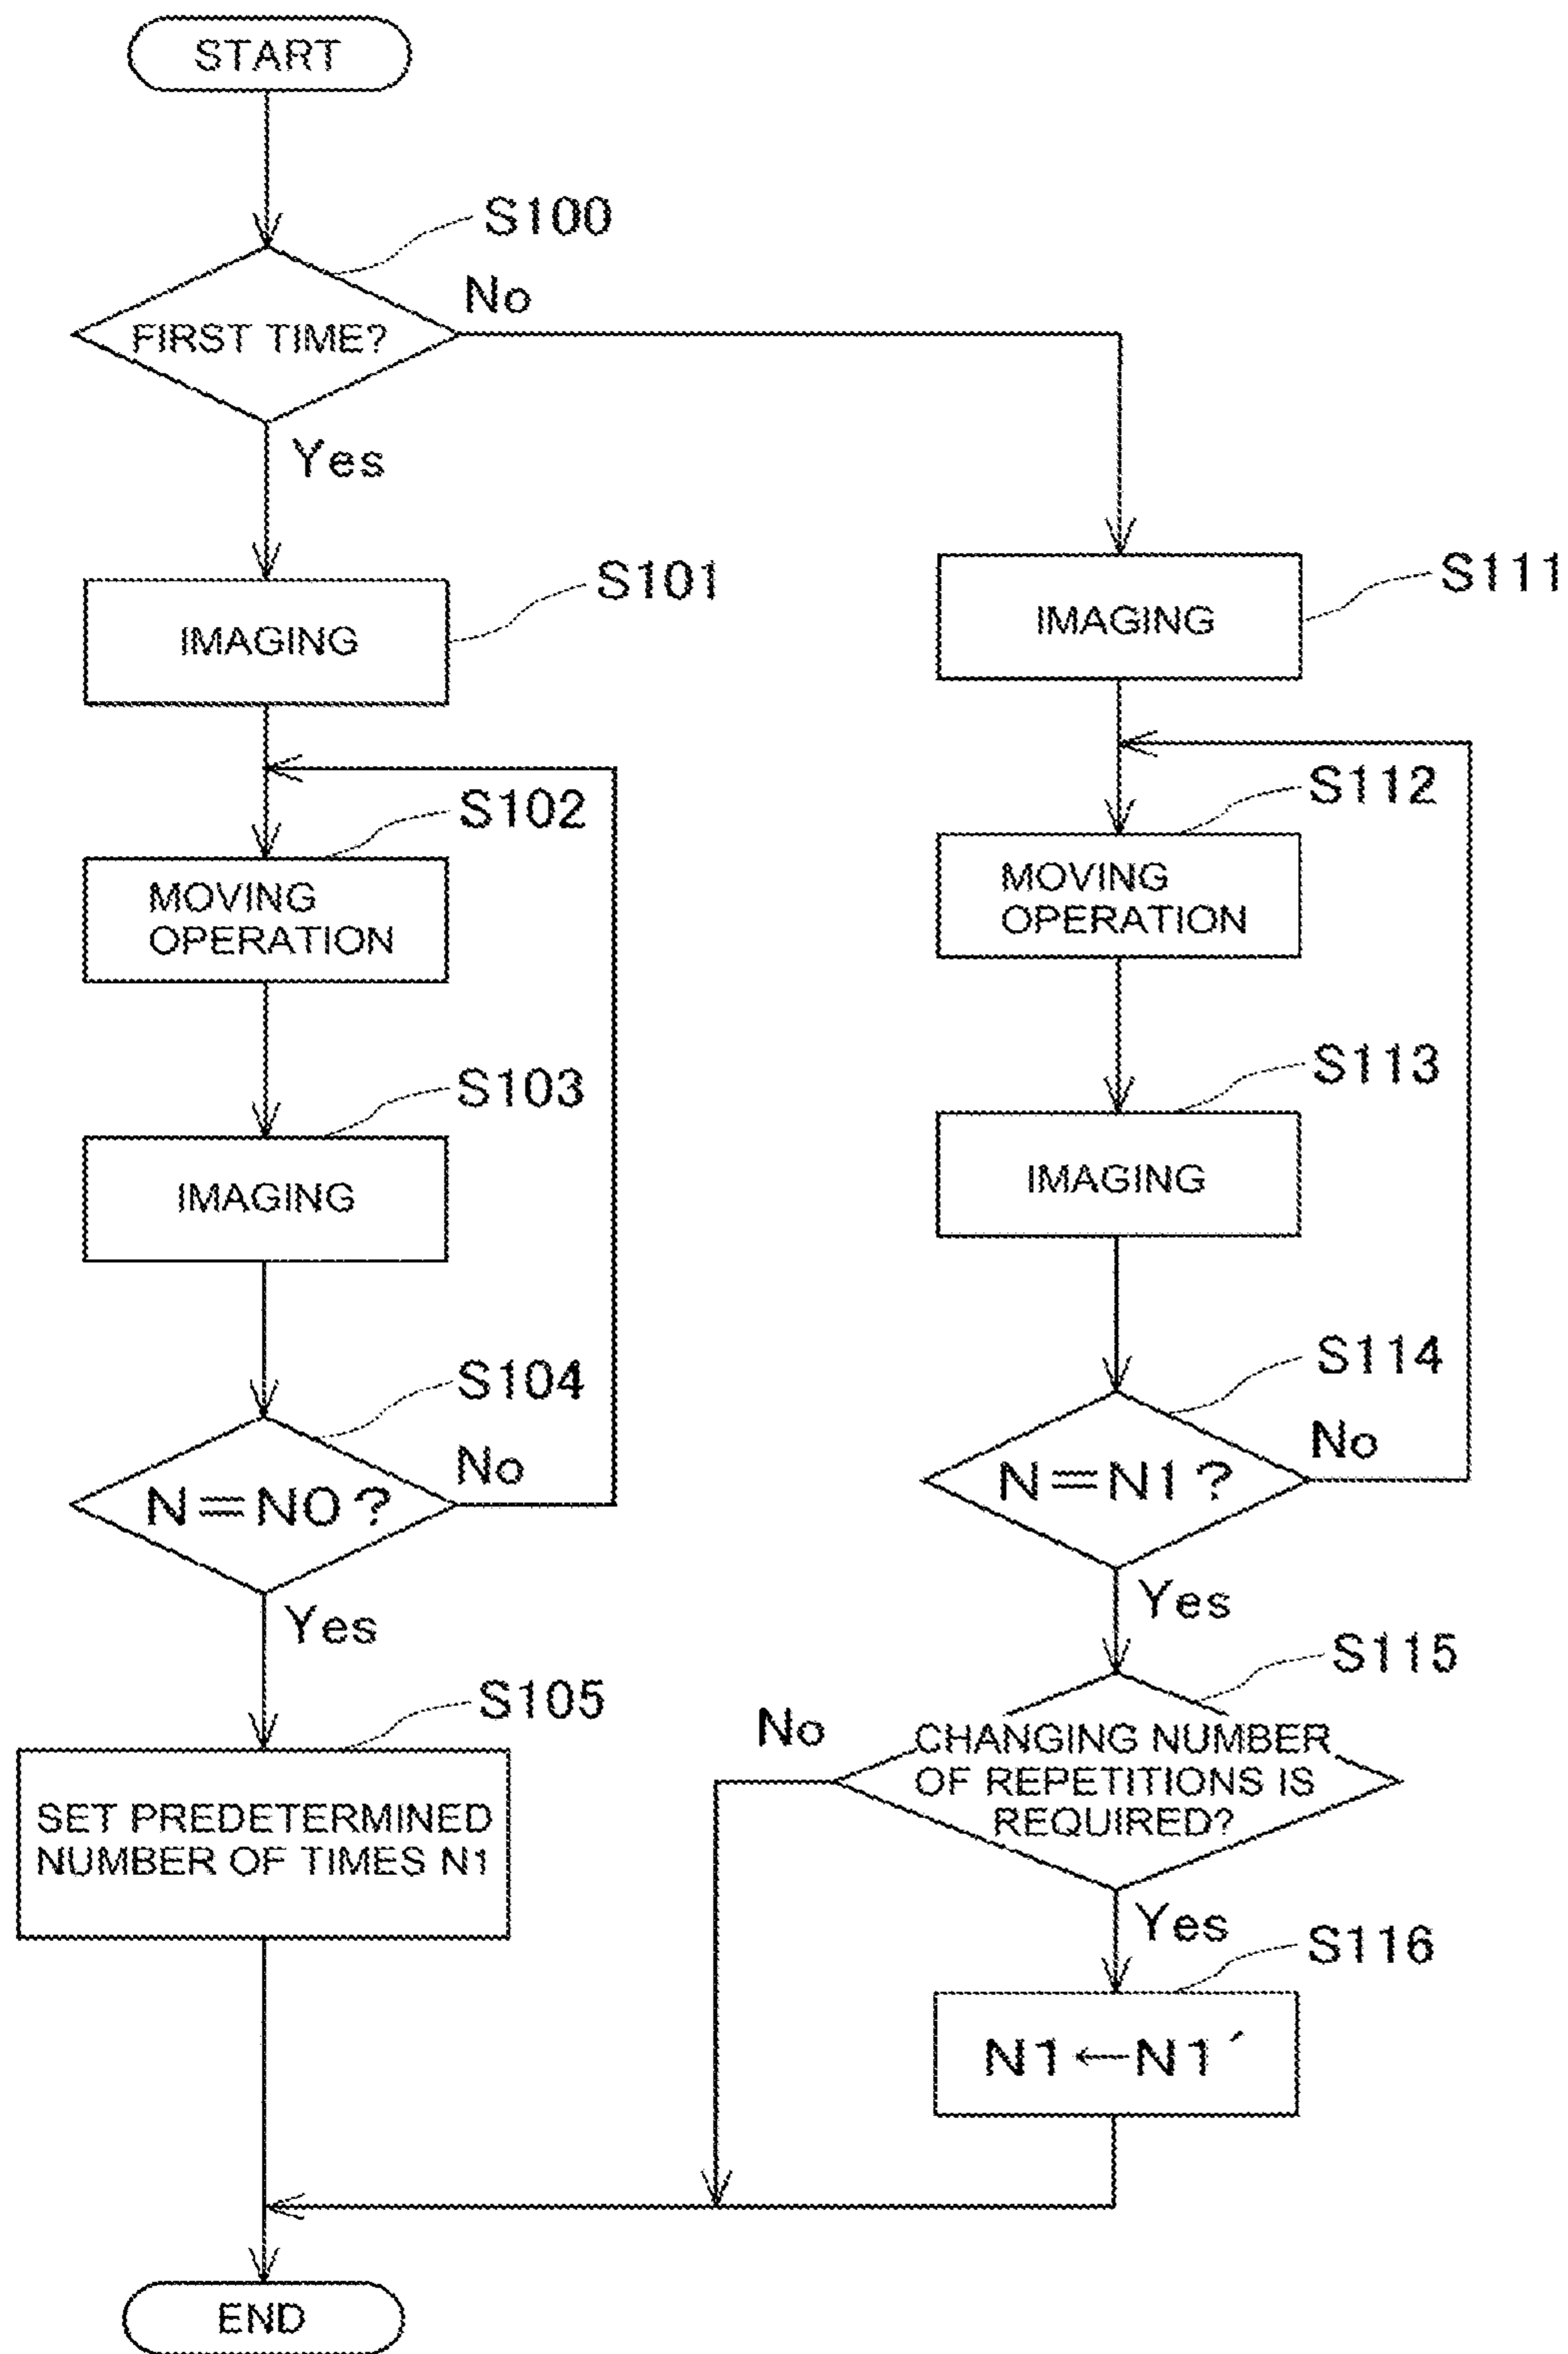 START
S100
No
FIRST TIME?
Yes
S101
IMAGING
S102
MOVING
OPERATION
S103
IMAGING
S104
No
N=N0?
Yes
S105
SET PREDETERMINED
NUMBER OF TIMES N1
S111
IMAGING
S112
MOVING
OPERATION
S113
IMAGING
S114
No
N=N1?
Yes
S115
No
CHANGING NUMBER
OF REPETITIONS IS
REQUIRED?
Yes
S116
N1←N1´
END